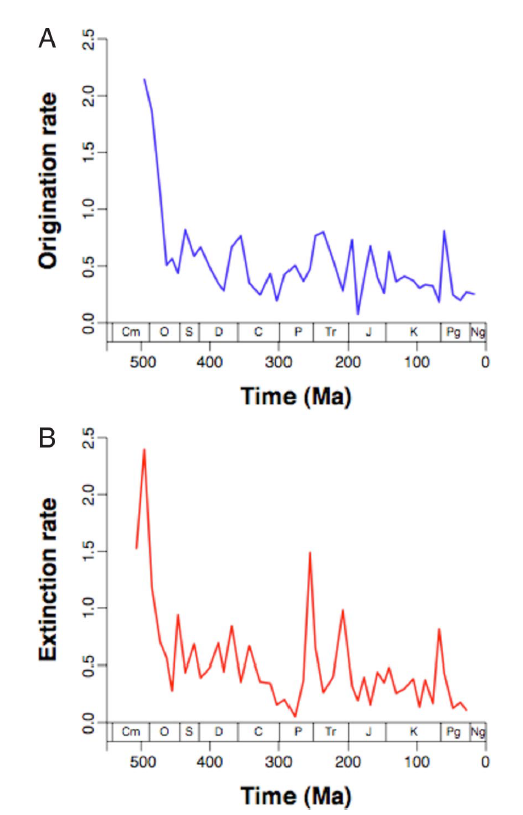 A
Origination rate
2.5
2.0
1.5
1.0
0.5
0.0
Cm O S D C P Tr J K Pg Ng
500 400 300 200 100 0
Time (Ma)
B
Extinction rate
2.5
2.0
1.5
1.0
0.5
0.0
Cm O S D C P Tr J K Pg Ng
500 400 300 200 100 0
Time (Ma)